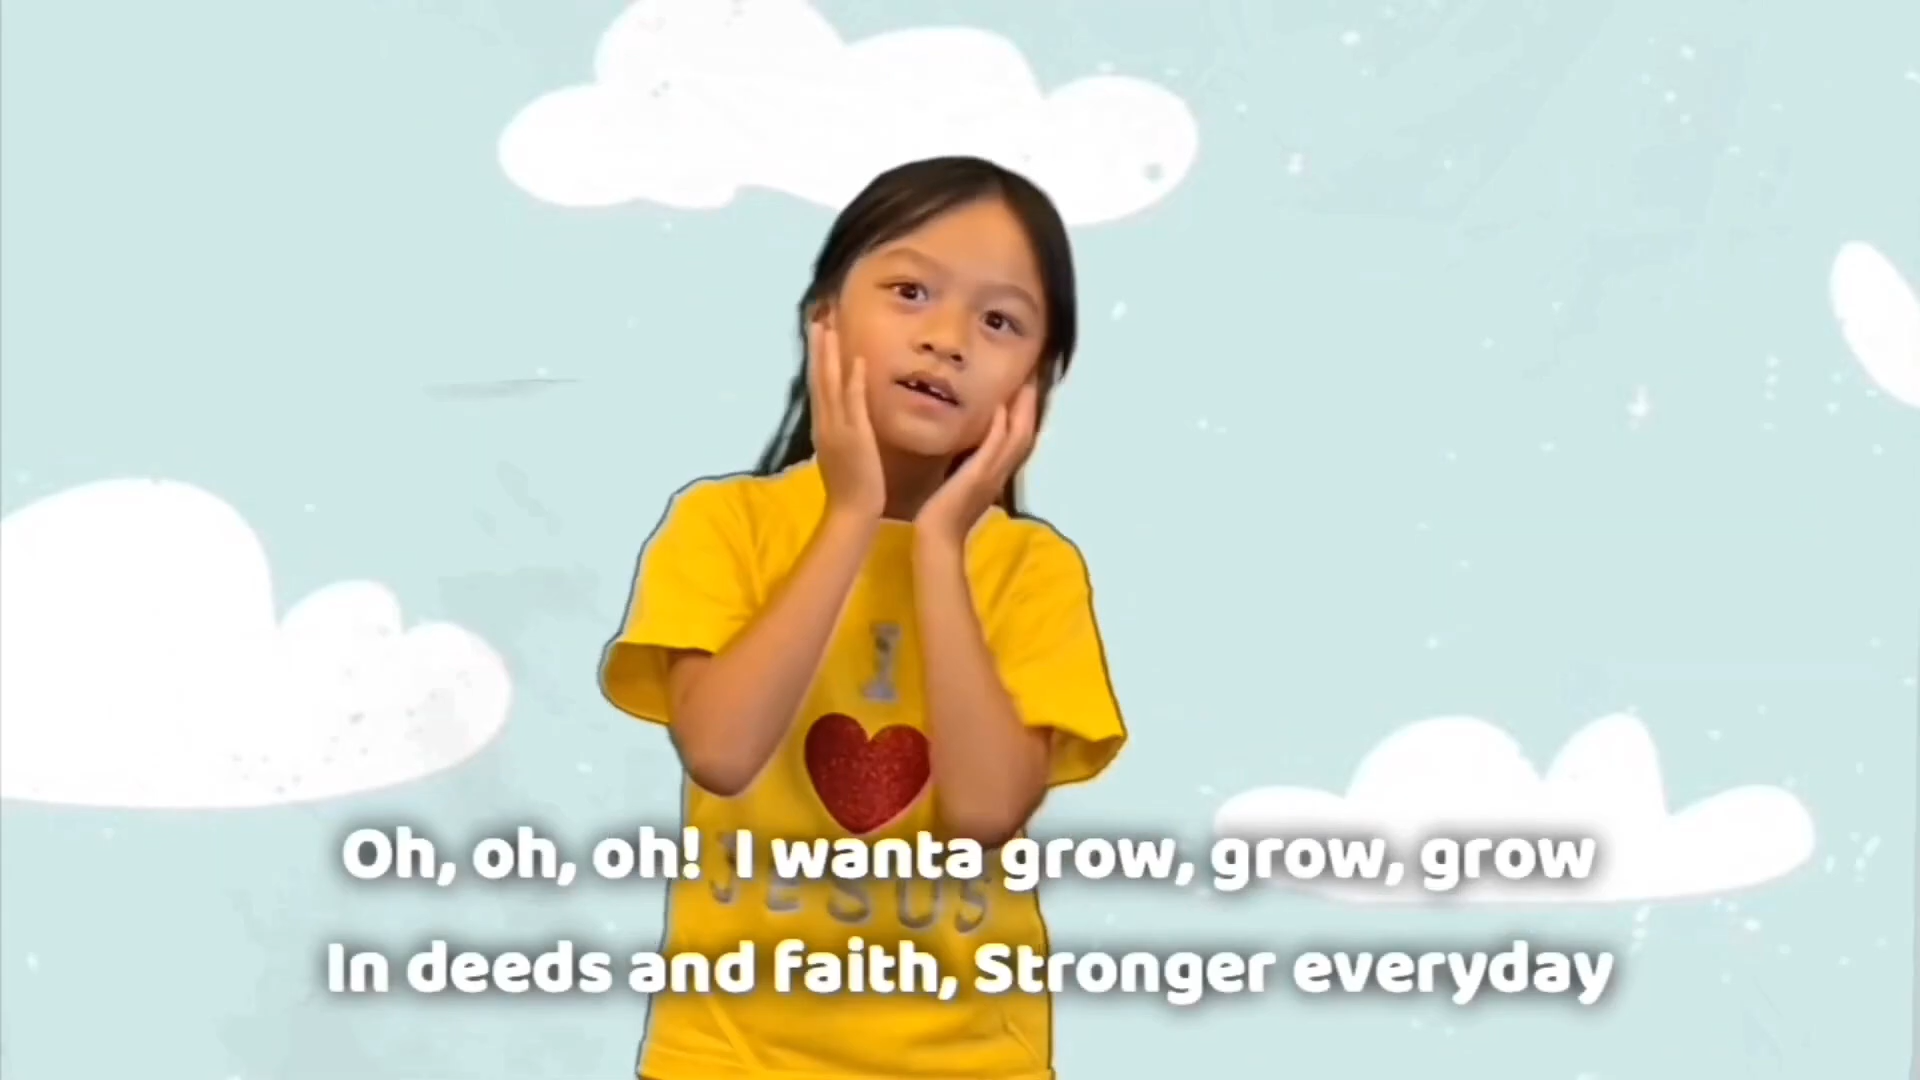 I
JESUS
Oh, oh, oh!  I wanta grow, grow, grow
In deeds and faith, Stronger everyday